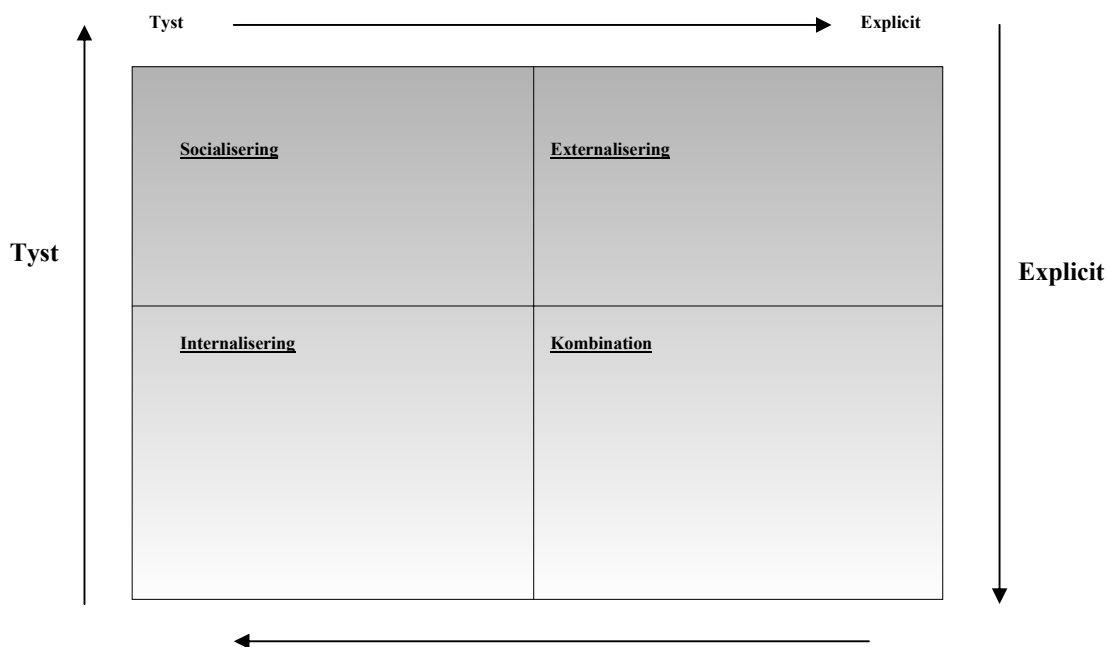 Tyst Explicit
Socialisering Externalisering
Tyst
Explicit
Internalisering Kombination